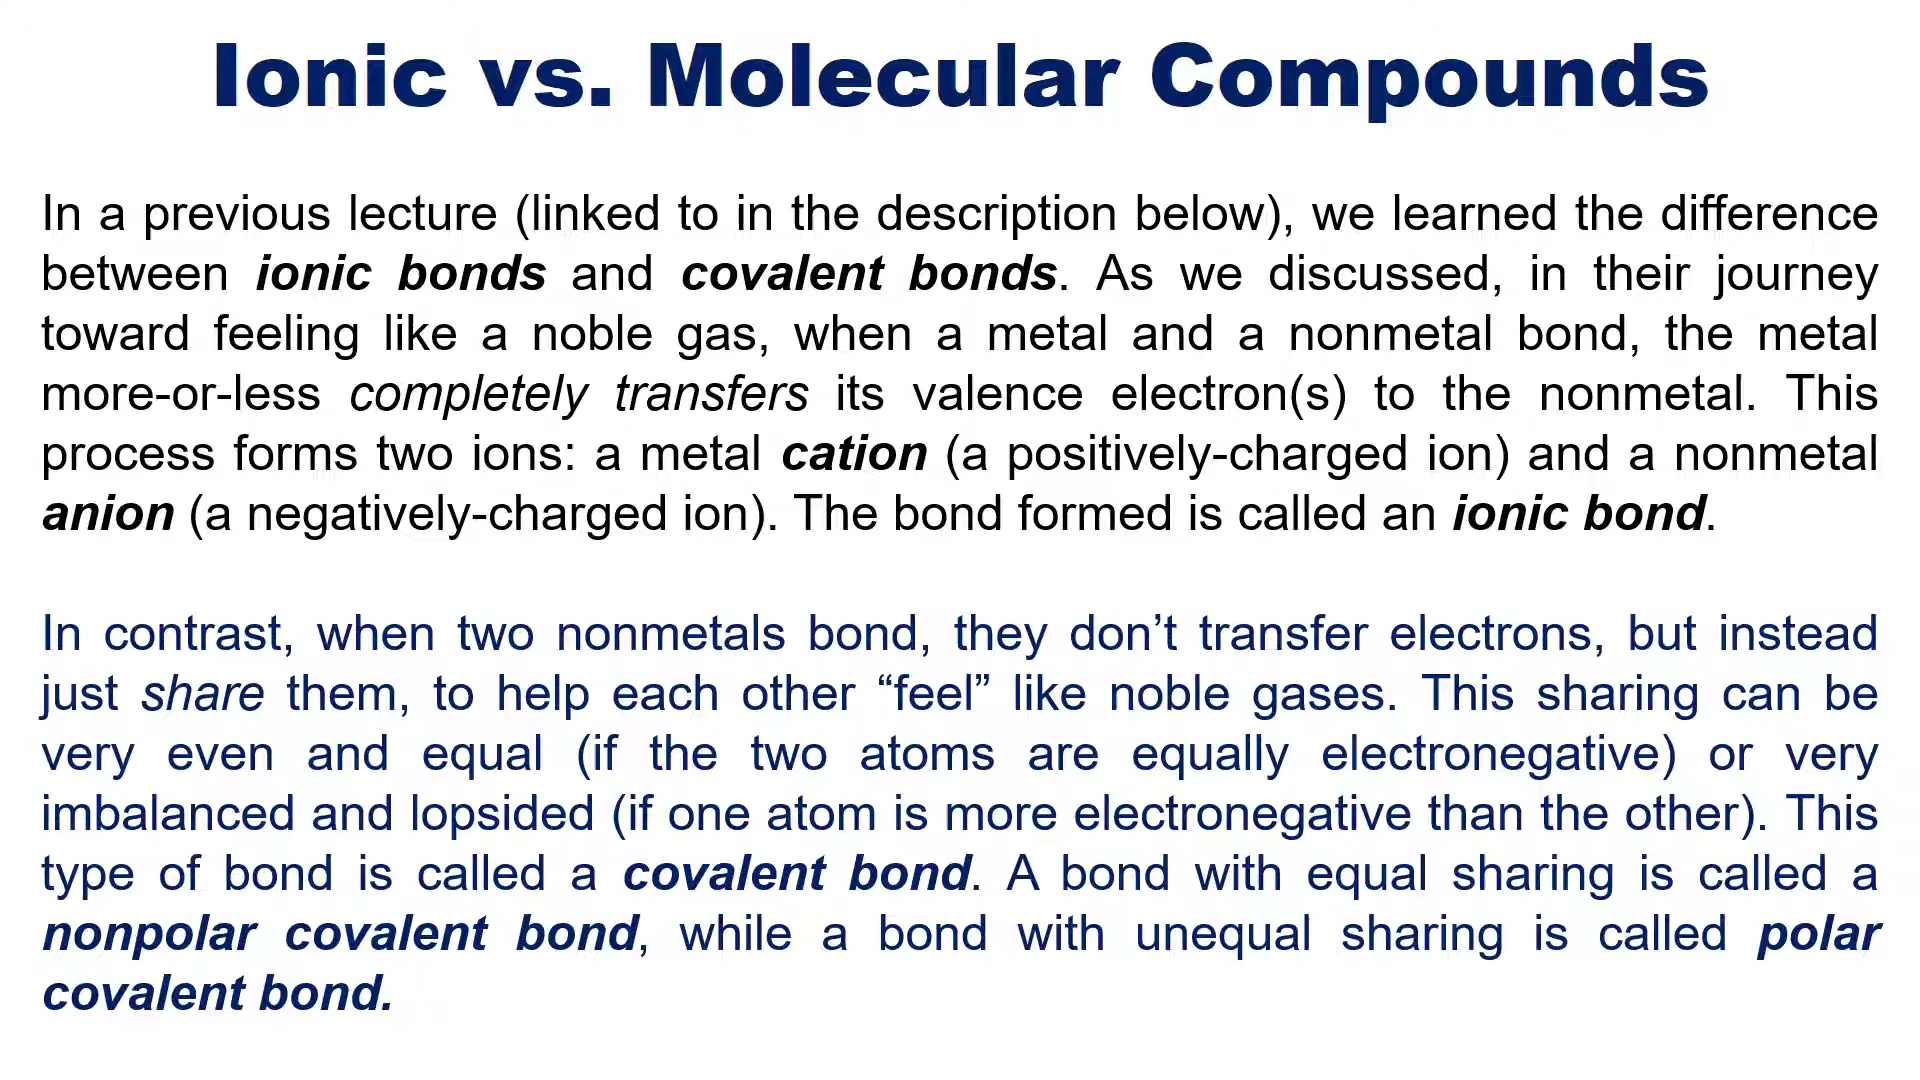 Ionic vs. Molecular Compounds
In a previous lecture (linked to in the description below), we learned the difference
between ionic bonds and covalent bonds. As we discussed, in their journey
toward feeling like a noble gas, when a metal and a nonmetal bond, the metal
more-or-less completely transfers its valence electron(s) to the nonmetal. This
process forms two ions: a metal cation (a positively-charged ion) and a nonmetal
anion (a negatively-charged ion). The bond formed is called an ionic bond.
In contrast, when two nonmetals bond, they don’t transfer electrons, but instead
just share them, to help each other “feel” like noble gases. This sharing can be
very even and equal (if the two atoms are equally electronegative) or very
imbalanced and lopsided (if one atom is more electronegative than the other). This
type of bond is called a covalent bond. A bond with equal sharing is called a
nonpolar covalent bond, while a bond with unequal sharing is called polar
covalent bond.